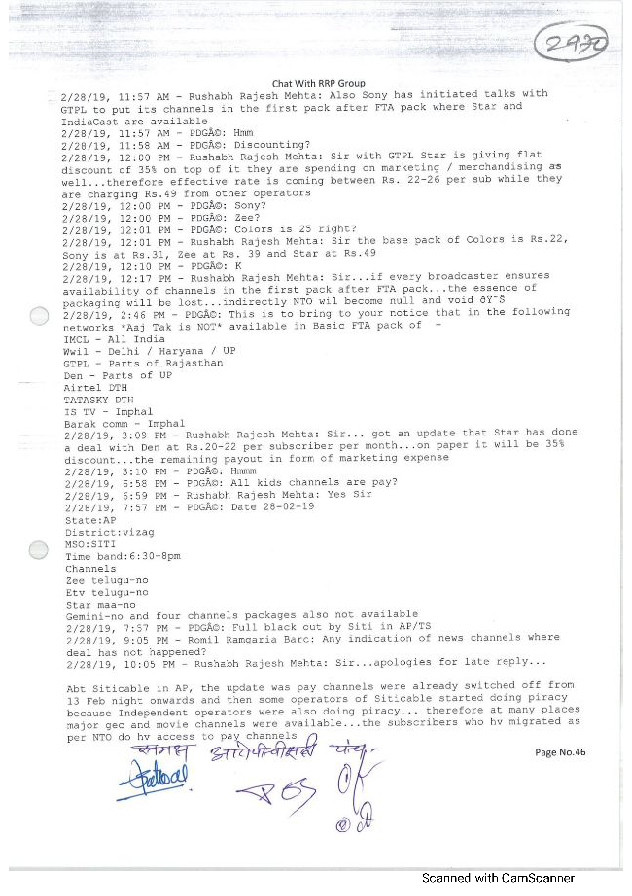 2930
Chat With RRP Group
2/28/19, 11:57 AM - Rushabh Rajesh Mehta: Also Sony has initiated talks with
GTPL to put its channels in the first pack after FTA pack where Star and
IndiaCast are available
2/28/19, 11:57 AM - PDGÂ©: Hmm
2/28/19, 11:58 AM - PDGÂ©: Discounting?
2/28/19, 12:00 PM - Rushabh Rajesh Mehta: Sir with GTPL Star is giving flat
discount of 35% on top of it they are spending on marketing / merchandising as
well...therefore effective rate is coming between Rs. 22-26 per sub while they
are charging Rs.49 from other operators
2/28/19, 12:00 PM - PDGÂ©: Sony?
2/28/19, 12:00 PM - PDGÂ©: Zee?
2/28/19, 12:01 PM - PDGÂ©: Colors is 25 right?
2/28/19, 12:01 PM - Rushabh Rajesh Mehta: Sir the base pack of Colors is Rs.22,
Sony is at Rs.31, Zee at Rs. 39 and Star at Rs.49
2/28/19, 12:10 PM - PDGÂ©: K
2/28/19, 12:17 PM - Rushabh Rajesh Mehta: Sir...if every broadcaster ensures
availability of channels in the first pack after FTA pack...the essence of
packaging will be lost...indirectly NTO wil become null and void
2/28/19, 2:46 PM - PDGÂ©: This is to bring to your notice that in the following
networks *Aaj Tak is NOT* available in Basic FTA pack of -
IMCL - All India
Wwil - Delhi / Haryana / UP
GTPL - Parts of Rajasthan
Den - Parts of UP
Airtel DTH
TATASKY DTH
IS TV - Imphal
Barak comm - Imphal
2/28/19, 3:09 PM - Rushabh Rajesh Mehta: Sir... got an update that Star has done
a deal with Den at Rs.20-22 per subscriber per month...on paper it will be 35%
discount...the remaining payout in form of marketing expense
2/28/19, 3:10 PM - PDGÂ©: Hmmm
2/28/19, 6:58 PM - PDGÂ©: All kids channels are pay?
2/28/19, 6:59 PM - Rushabh Rajesh Mehta: Yes Sir
2/28/19, 7:57 PM - PDGÂ©: Date 28-02-19
State:AP
District:vizag
MSO:SITI
Time band:6:30-8pm
Channels
Zee telugu-no
Etv telugu-no
Star maa-no
Gemini-no and four channels packages also not available
2/28/19, 7:57 PM - PDGÂ©: Full black out by Siti in AP/TS
2/28/19, 9:05 PM - Romil Ramgaria Barc: Any indication of news channels where
deal has not happened?
2/28/19, 10:05 PM - Rushabh Rajesh Mehta: Sir...apologies for late reply...
Abt Siticable in AP, the update was pay channels were already switched off from
13 Feb night onwards and then some operators of Siticable started doing piracy
because Independent operators were also doing piracy... therefore at many places
major gec and movie channels were available...the subscribers who hv migrated as
per NTO do hv access to pay channels
समक्ष
Page No.46
Scanned with CamScanner